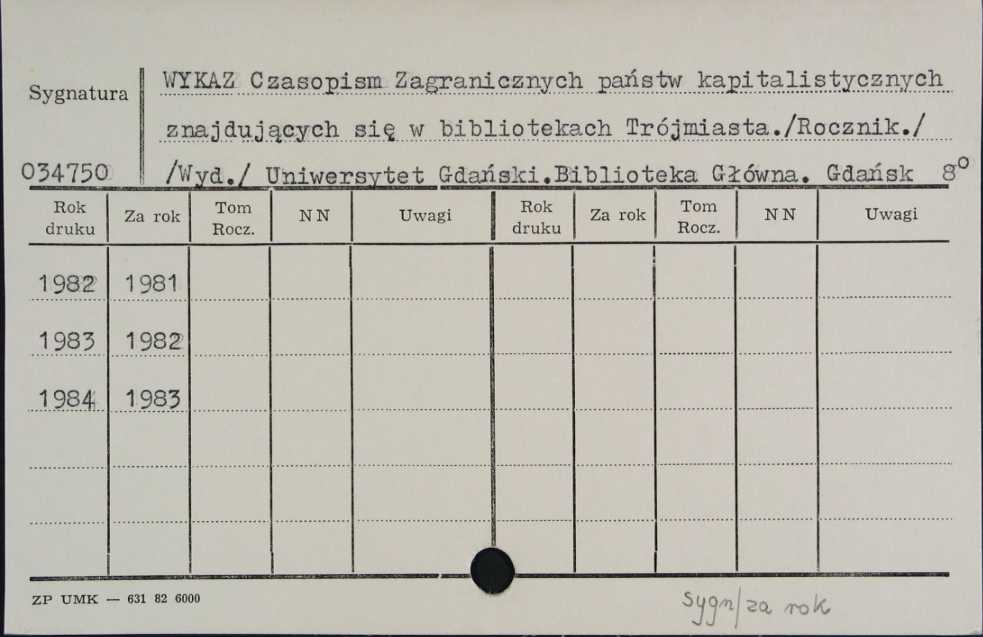 WYKAZ Czasopism Zagranicznych państw kapitalistycznych
Sygnatura
znajdujących się w bibliotekach Trójmiasta./Rocznik./
034750 /Wyd./ Uniwersytet Gdański.Biblioteka Główna. Gdańsk 8°
Rok druku Za rok Tom Rocz. NN Uwagi Rok druku Za rok Tom Rocz. NN Uwagi
1982 1981
1983 1982
1984 1983
ZP UMK — 631 82 6000
sygn/za rok